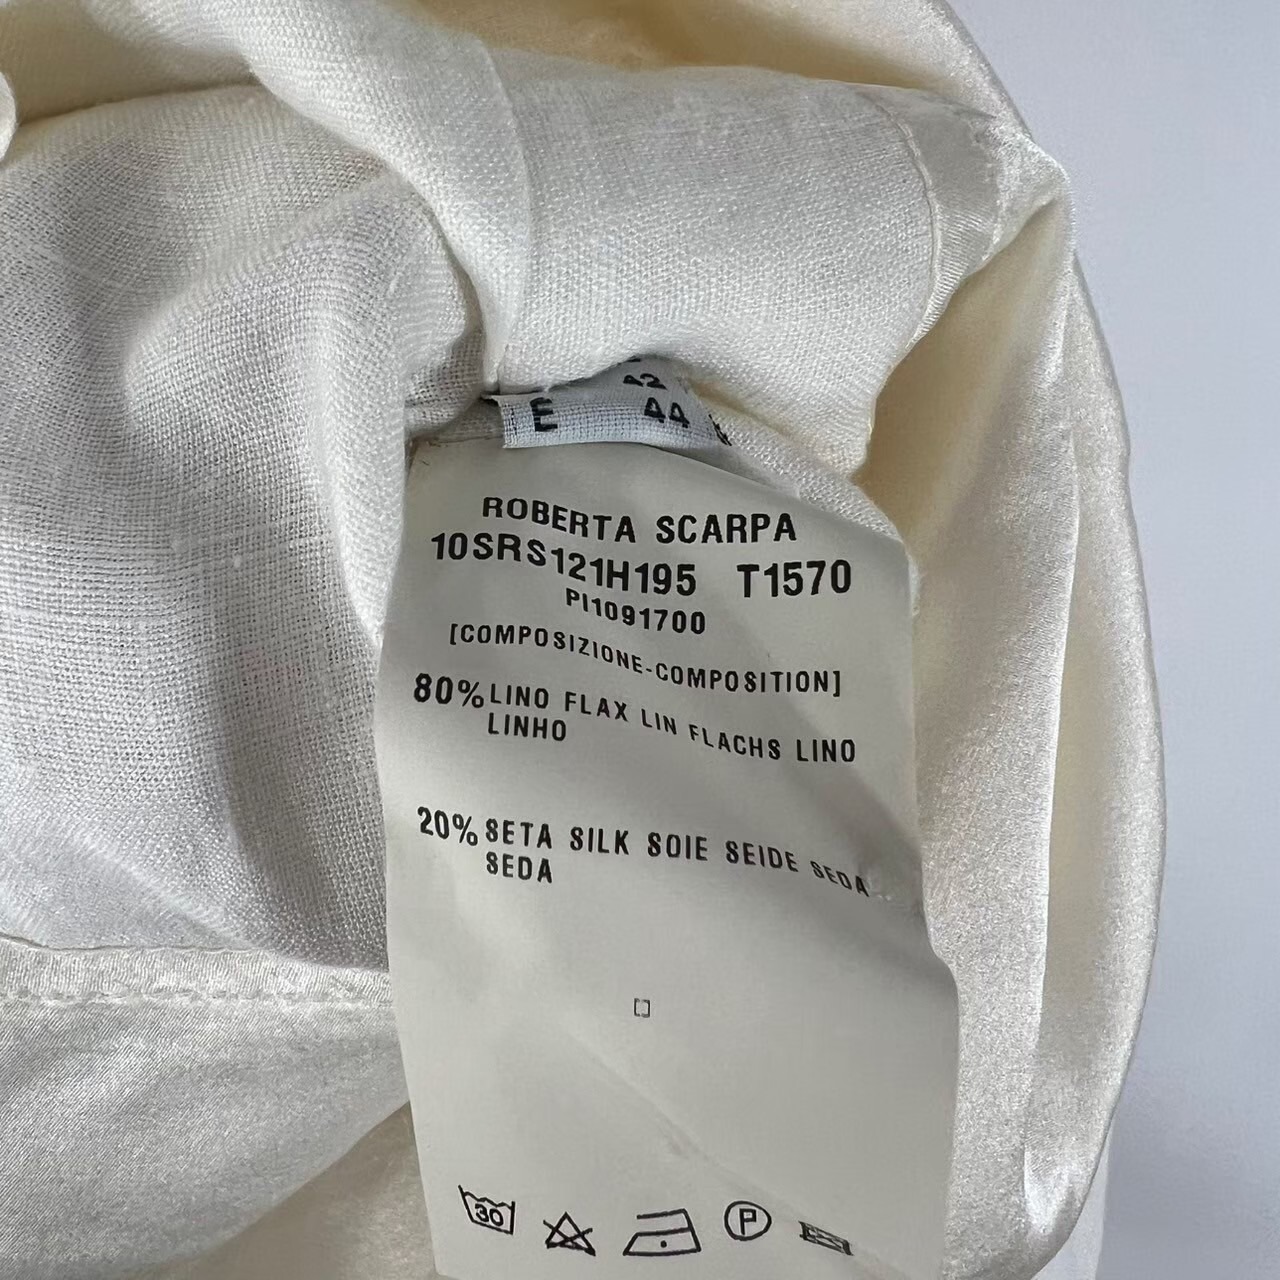 42
E 44
ROBERTA SCARPA
10SRS121H195 T1570
PI1091700
[COMPOSIZIONE-COMPOSITION]
80% LINO FLAX LIN FLACHS LINO
LINHO
20% SETA SILK SOIE SEIDE SEDA
SEDA
30
P